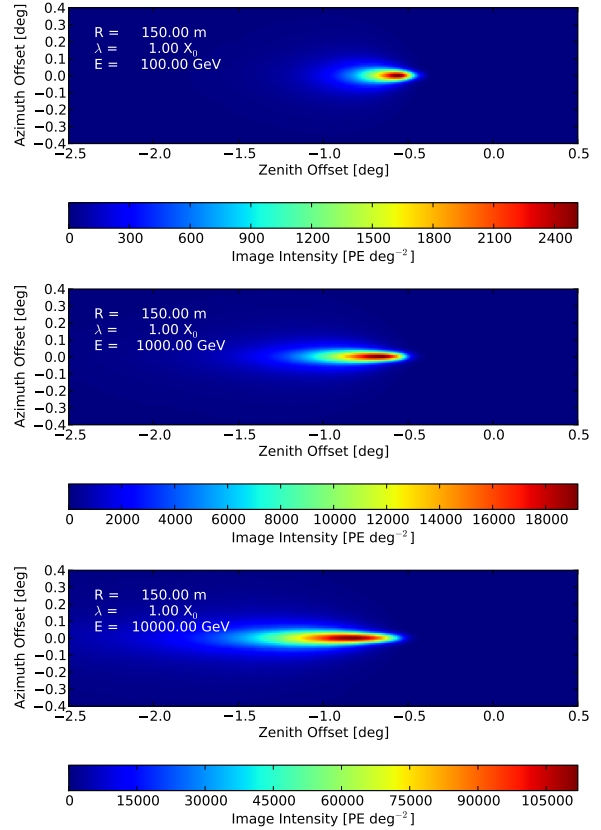 0.4
0.3
0.2
0.1
0.0
−0.1
−0.2
−0.3
−0.4
Azimuth Offset [deg]
R = 150.00 m
λ = 1.00 X₀
E = 100.00 GeV
−2.5 −2.0 −1.5 −1.0 −0.5 0.0 0.5
Zenith Offset [deg]
0 300 600 900 1200 1500 1800 2100 2400
Image Intensity [PE deg⁻²]
0.4
0.3
0.2
0.1
0.0
−0.1
−0.2
−0.3
−0.4
Azimuth Offset [deg]
R = 150.00 m
λ = 1.00 X₀
E = 1000.00 GeV
−2.5 −2.0 −1.5 −1.0 −0.5 0.0 0.5
Zenith Offset [deg]
0 2000 4000 6000 8000 10000 12000 14000 16000 18000
Image Intensity [PE deg⁻²]
0.4
0.3
0.2
0.1
0.0
−0.1
−0.2
−0.3
−0.4
Azimuth Offset [deg]
R = 150.00 m
λ = 1.00 X₀
E = 10000.00 GeV
−2.5 −2.0 −1.5 −1.0 −0.5 0.0 0.5
Zenith Offset [deg]
0 15000 30000 45000 60000 75000 90000 105000
Image Intensity [PE deg⁻²]